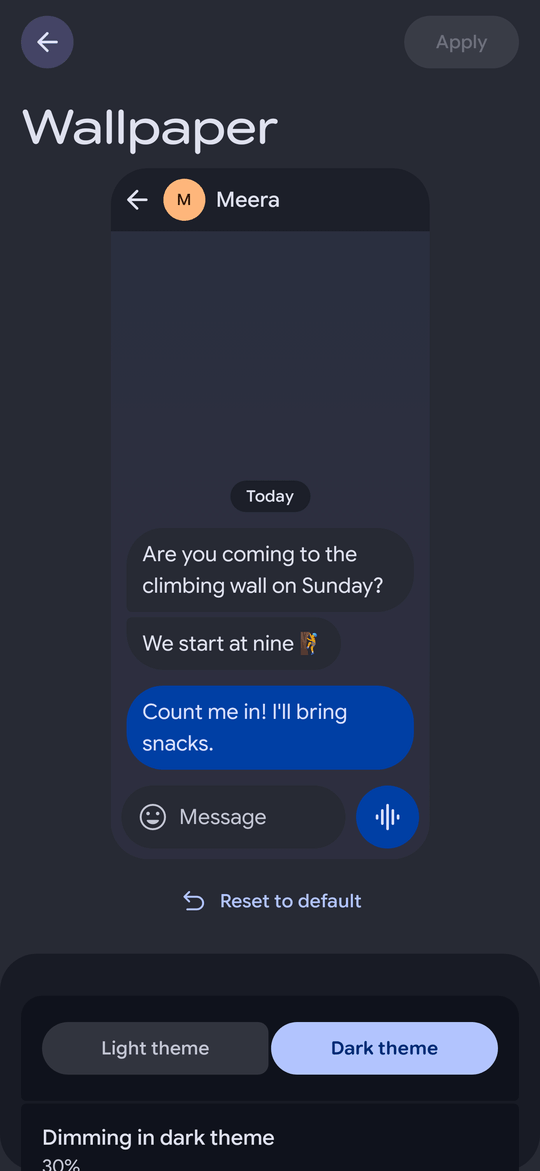 Apply
Wallpaper
M
Meera
Today
Are you coming to the
climbing wall on Sunday?
We start at nine 🧗
Count me in! I'll bring
snacks.
Message
Reset to default
Light theme
Dark theme
Dimming in dark theme
30%